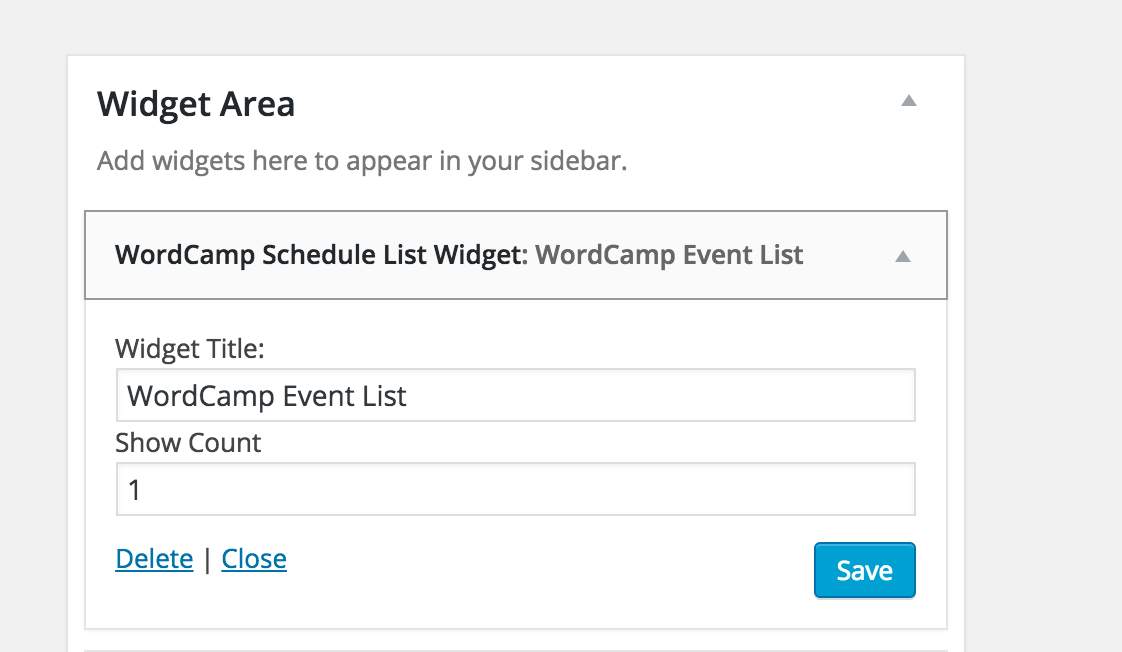 Widget Area
Add widgets here to appear in your sidebar.
WordCamp Schedule List Widget: WordCamp Event List
Widget Title:
WordCamp Event List
Show Count
1
Delete | Close
Save